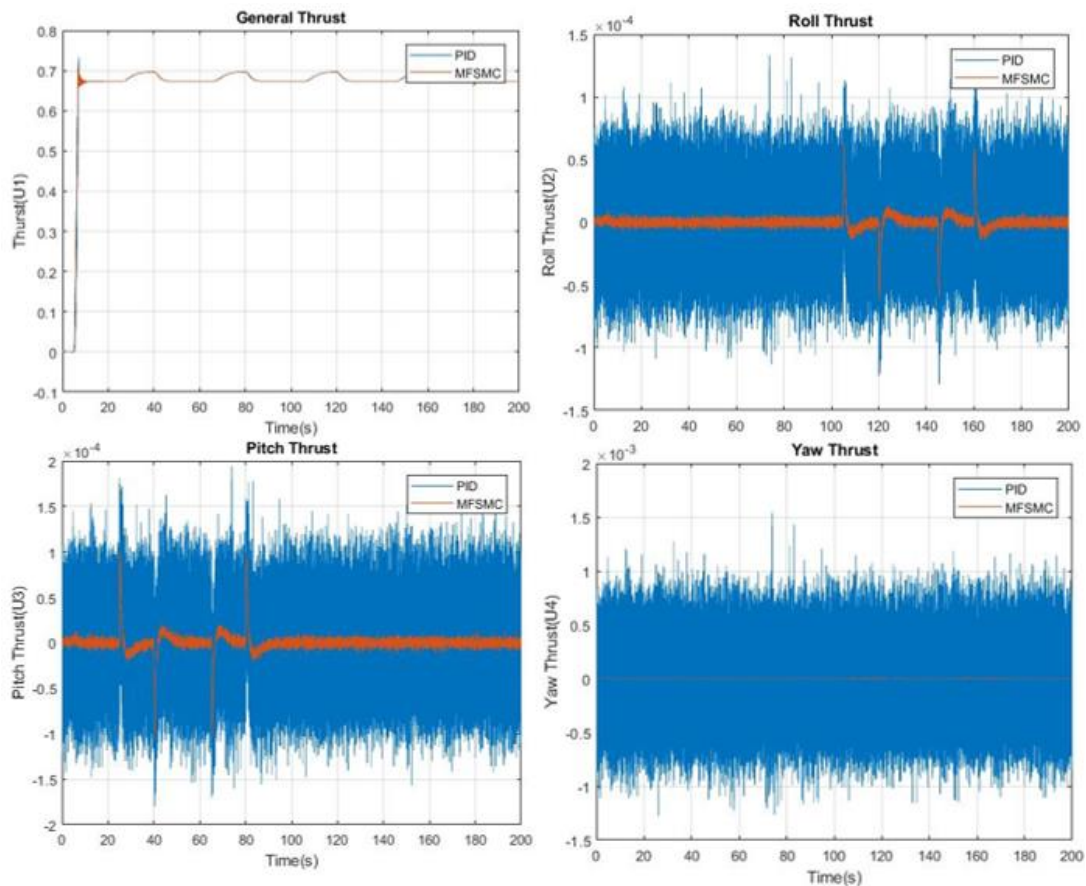 General Thrust
0.8
0.7
0.6
0.5
0.4
0.3
0.2
0.1
0
-0.1
Thurst(U1)
PID
MFSMC
0 20 40 60 80 100 120 140 160 180 200
Time(s)
Roll Thrust
×10⁻⁴
1.5
1
0.5
0
-0.5
-1
-1.5
Roll Thrust(U2)
PID
MFSMC
0 20 40 60 80 100 120 140 160 180 200
Time(s)
Pitch Thrust
×10⁻⁴
2
1.5
1
0.5
0
-0.5
-1
-1.5
-2
Pitch Thrust(U3)
PID
MFSMC
0 20 40 60 80 100 120 140 160 180 200
Time(s)
Yaw Thrust
×10⁻³
2
1.5
1
0.5
0
-0.5
-1
-1.5
Yaw Thrust(U4)
PID
MFSMC
0 20 40 60 80 100 120 140 160 180 200
Time(s)